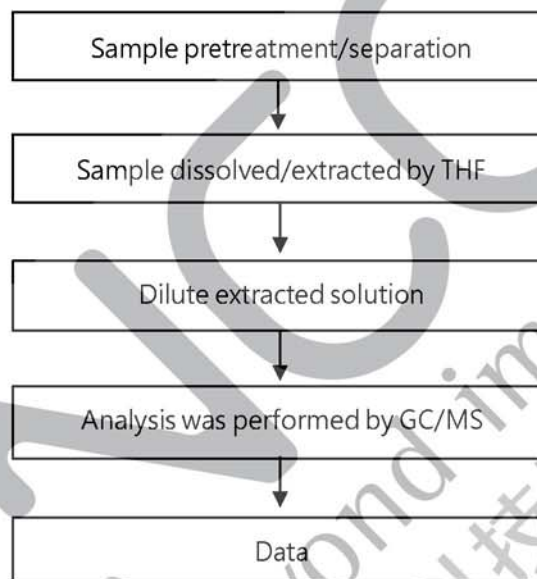 Sample pretreatment/separation
Sample dissolved/extracted by THF
Dilute extracted solution
Analysis was performed by GC/MS
Data